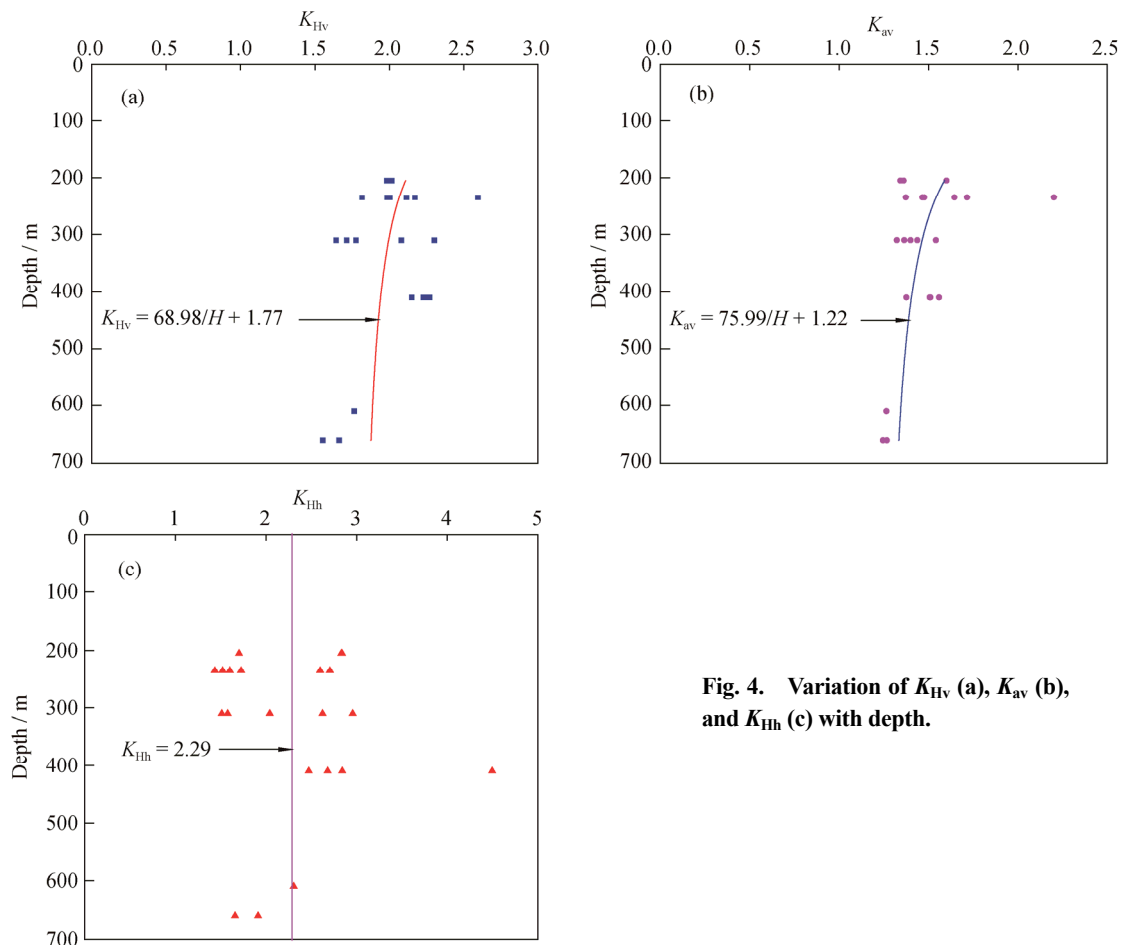 K_Hv
0.0 0.5 1.0 1.5 2.0 2.5 3.0
0
100
200
300
400
500
600
700
Depth / m
(a)
K_Hv = 68.98/H + 1.77
K_av
0.0 0.5 1.0 1.5 2.0 2.5
0
100
200
300
400
500
600
700
Depth / m
(b)
K_av = 75.99/H + 1.22
K_Hh
0 1 2 3 4 5
0
100
200
300
400
500
600
700
Depth / m
(c)
K_Hh = 2.29
Fig. 4. Variation of K_Hv (a), K_av (b),
and K_Hh (c) with depth.